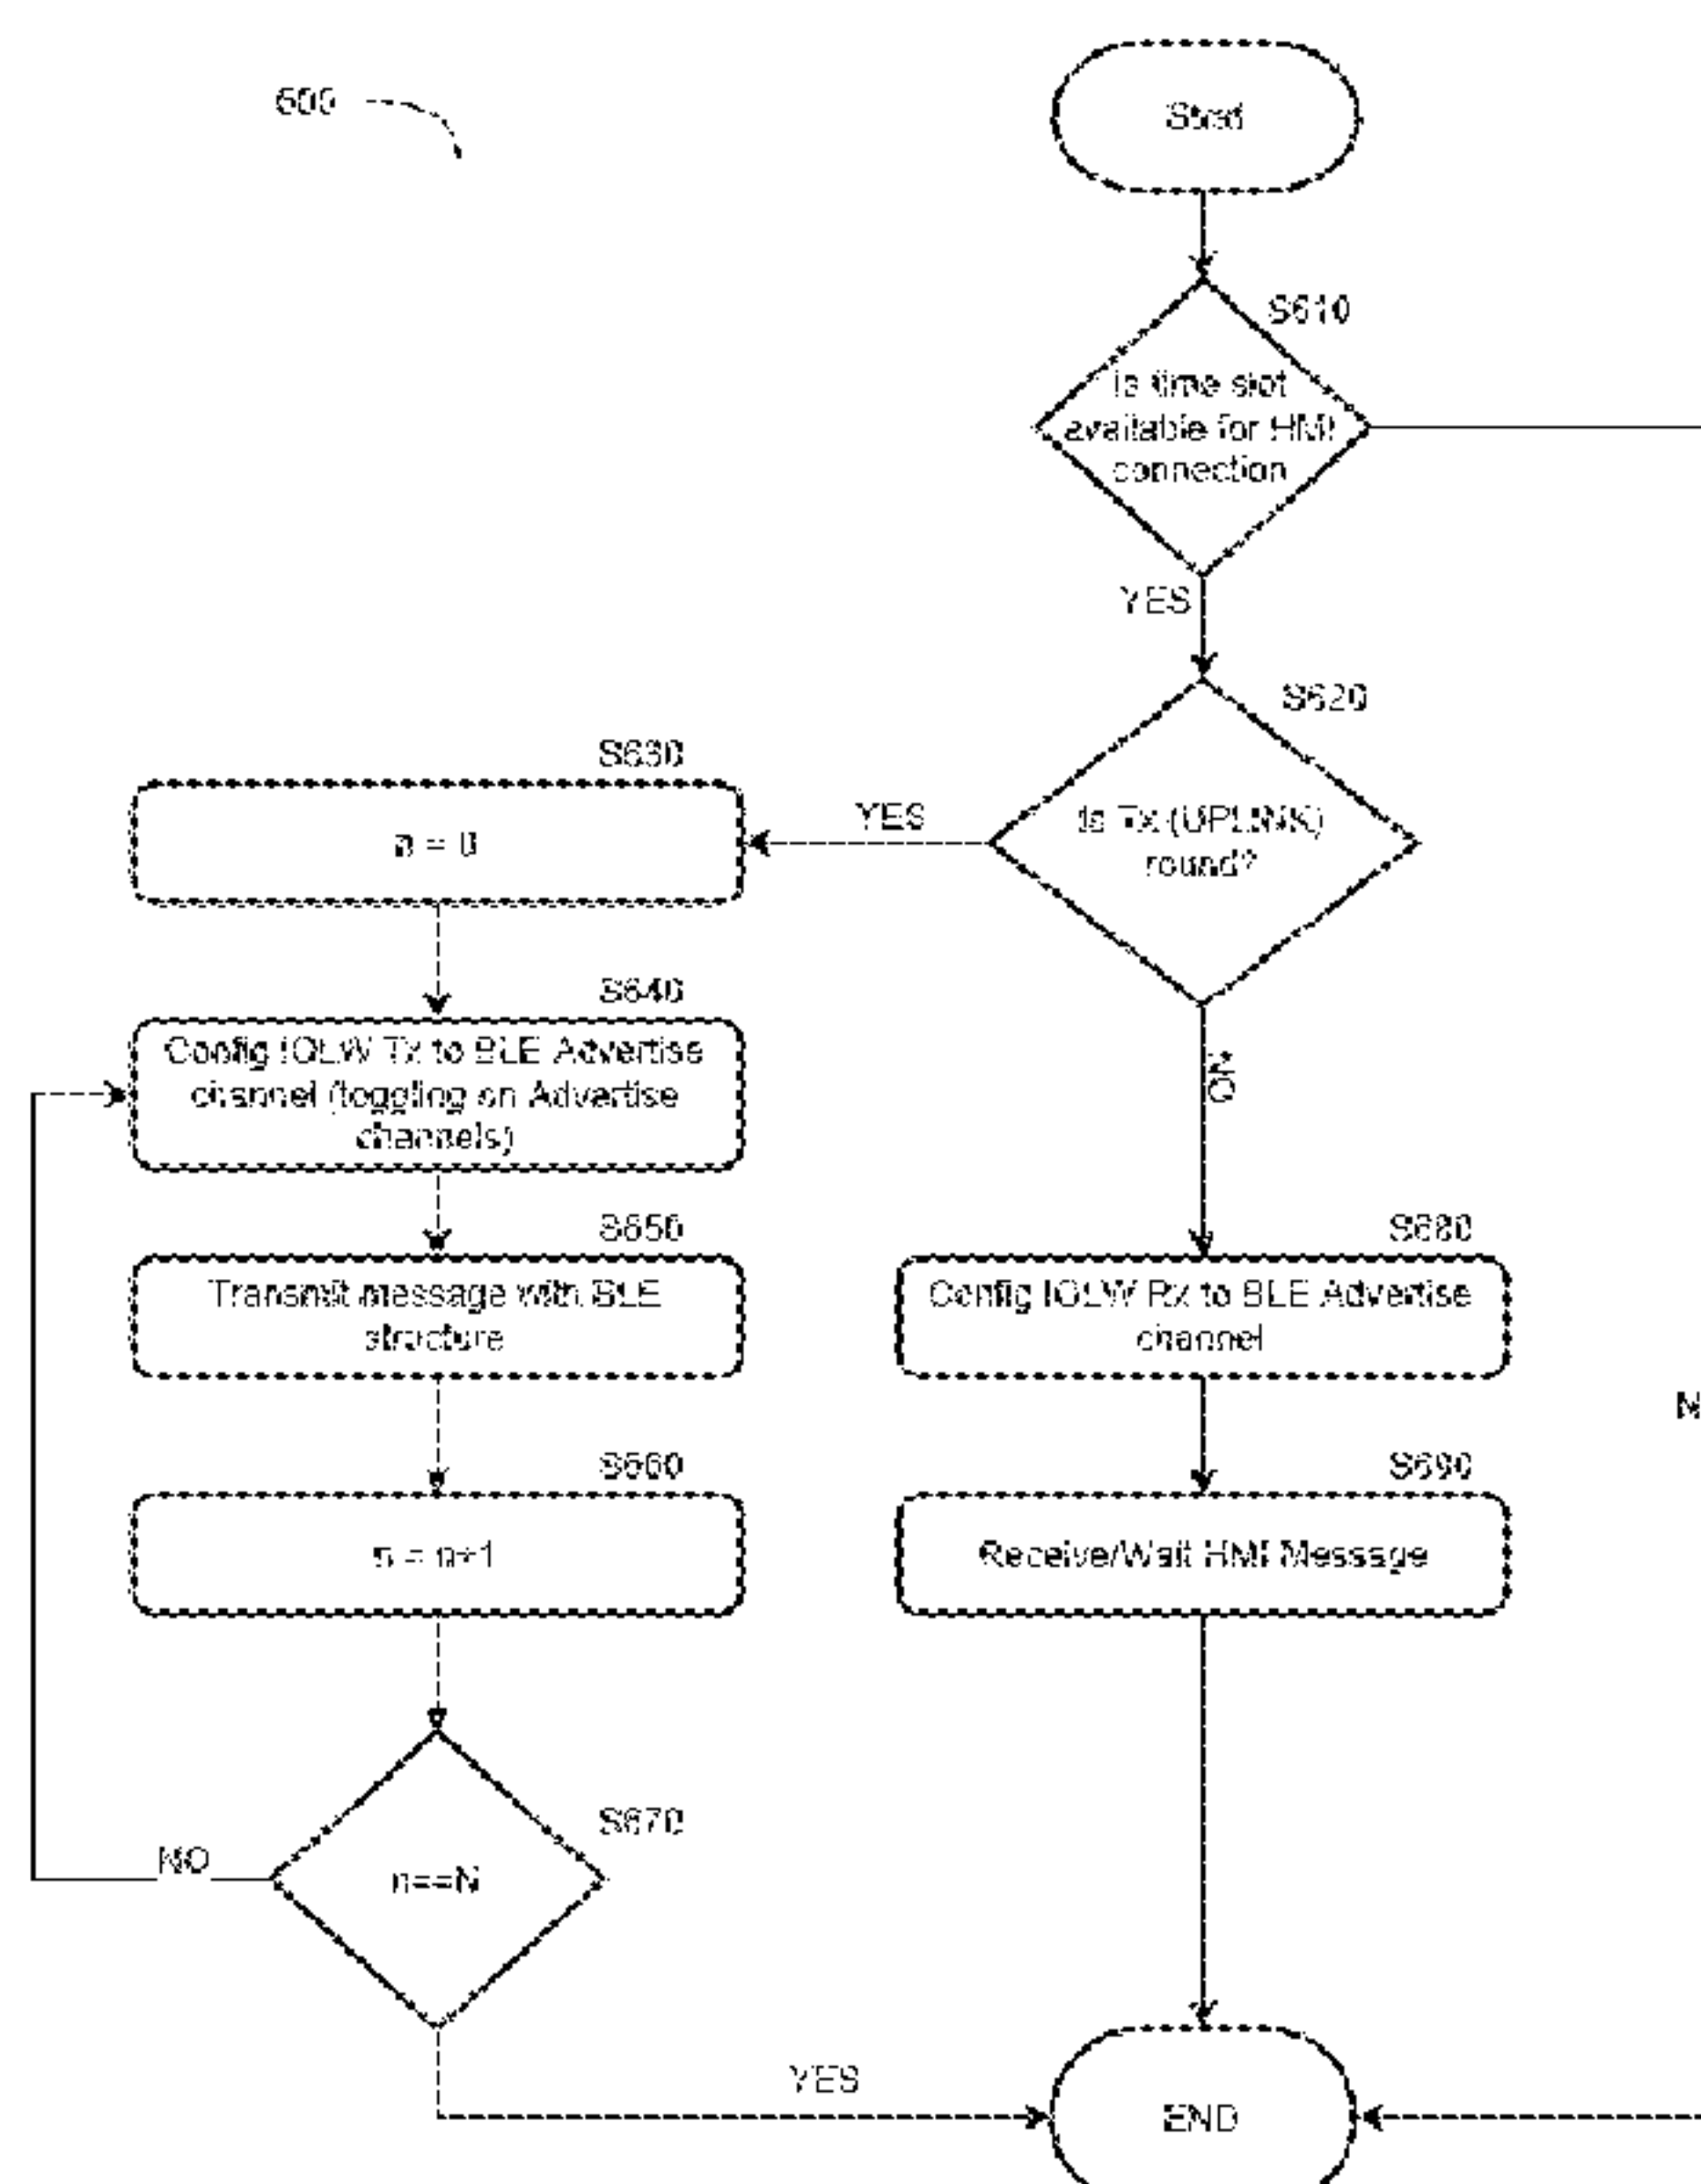 600
Start
S610
Is time slot
available for HMI
connection
YES
S620
Is Tx (UPLINK)
round?
YES
S630
n = 0
NO
S640
Config IOLW Tx to BLE Advertise
channel (toggling on Advertise
channels)
S650
Transmit message with BLE
structure
S680
Config IOLW Rx to BLE Advertise
channel
S660
n = n+1
S690
Receive/Wait HMI Message
S670
n==N
NO
YES
END